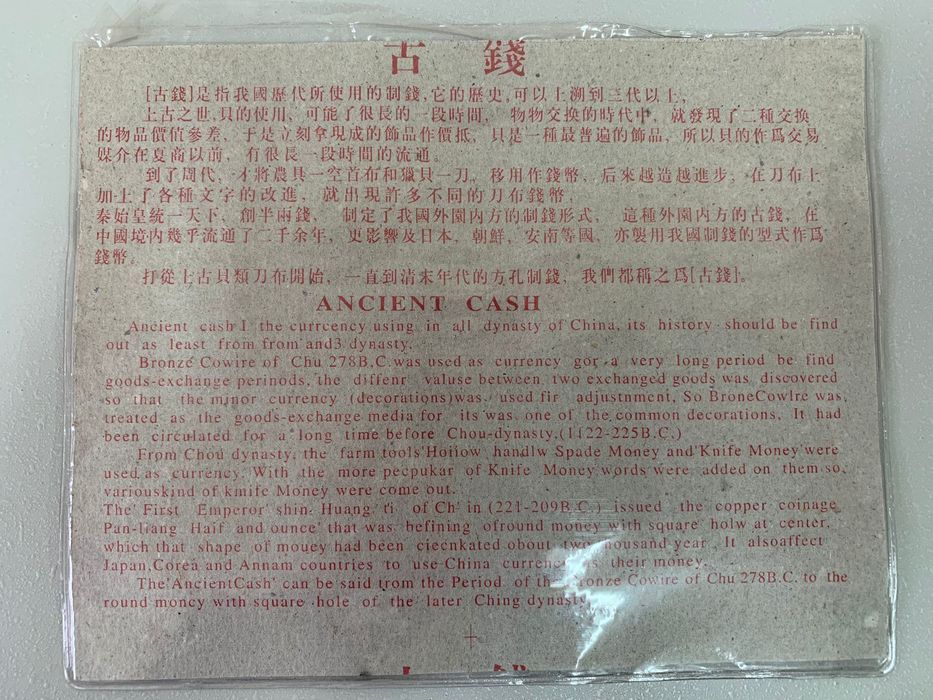 古 錢
[古錢]是指我國歷代所使用的制錢,它的歷史,可以上溯到三代以上,
上古之世,貝的使用,可能了很長的一段時間, 物物交換的時代中, 就發現了二種交換
的物品價值參差, 于是立刻拿現成的飾品作價抵, 貝是一種最普遍的飾品, 所以貝的作爲交易
媒介在夏商以前, 有很長一段時間的流通。
到了周代, 才將農具一空首布和獵具一刀, 移用作錢幣, 后來越造越進步, 在刀布上
加上了各種文字的改進, 就出現許多不同的刀布錢幣,
秦始皇統一天下, 創半兩錢, 制定了我國外園內方的制錢形式, 這種外園內方的古錢, 在
中國境內幾乎流通了二千余年, 更影響及日本, 朝鮮, 安南等國, 亦襲用我國制錢的型式作爲
錢幣。
打從上古貝類刀布開始, 一直到清末年代的方孔制錢, 我們都稱之爲[古錢]。
ANCIENT CASH
Ancient cash I the currcency using in all dynasty of China, its history should be find
out as least from from and3 dynasty.
Bronze Cowire of Chu 278B.C.was used as currency gor a very long period be find
goods-exchange perinods, the diffenr valuse between two exchanged goods was discovered
so that the minor currency (decorations)was used fir adjustnment, So BroneCowlre was
treated as the goods-exchange media for its was one of the common decorations. It had
been circulated for a long time before Chou-dynasty.(1122-225B.C.)
From Chou dynasty, the farm tools'Hoiiow handlw Spade Money and'Knife Money'were
used as currency. With the more pecpukar of Knife Money,words were added on them so
variouskind of knife Money were come out.
The' First Emperor shin Huang ti of Ch' in (221-209B.C.) issued the copper coinage
Pan-liang Haif and ounce' that was befining ofround money with square holw at center,
which that shape of mouey had been ciecnkated obout two housand year. It alsoaffect
Japan,Corea and Annam countries to use China currency as their money.
The'AncientCash' can be said trom the Period of the Bronze Cowire of Chu 278B.C. to the
round moncy with square hole of the later Ching dynasty